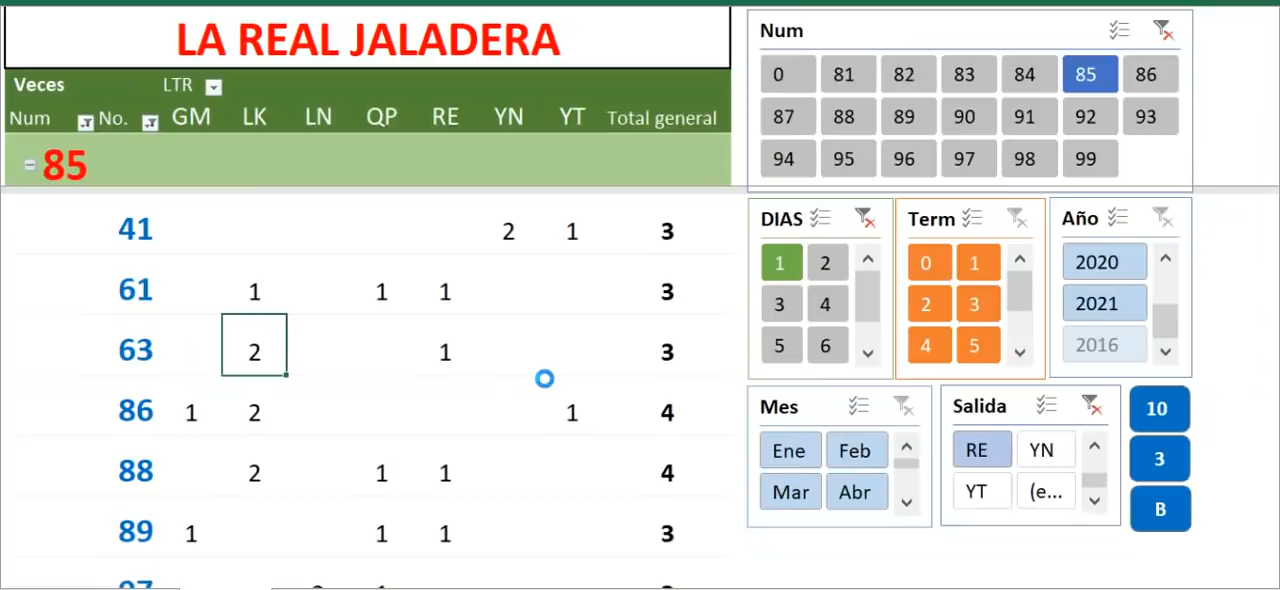 LA REAL JALADERA
Veces LTR
Num No. GM LK LN QP RE YN YT Total general
85
41 2 1 3
61 1 1 1 3
63 2 1 3
86 1 2 1 4
88 2 1 1 4
89 1 1 1 3
Num
0 81 82 83 84 85 86
87 88 89 90 91 92 93
94 95 96 97 98 99
DIAS
1 2
3 4
5 6
Term
0 1
2 3
4 5
Año
2020
2021
2016
Mes
Ene Feb
Mar Abr
Salida
RE YN
YT (e...
10
3
B